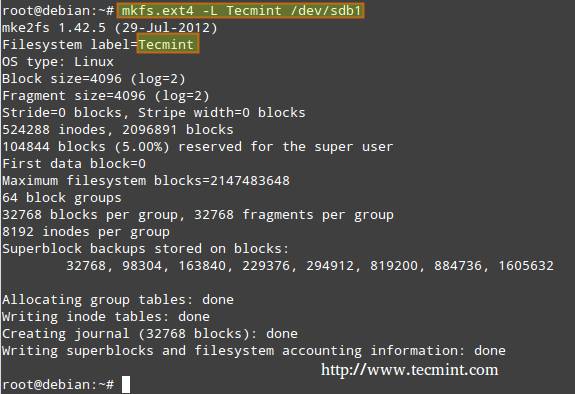 root@debian:~# mkfs.ext4 -L Tecmint /dev/sdb1
mke2fs 1.42.5 (29-Jul-2012)
Filesystem label=Tecmint
OS type: Linux
Block size=4096 (log=2)
Fragment size=4096 (log=2)
Stride=0 blocks, Stripe width=0 blocks
524288 inodes, 2096891 blocks
104844 blocks (5.00%) reserved for the super user
First data block=0
Maximum filesystem blocks=2147483648
64 block groups
32768 blocks per group, 32768 fragments per group
8192 inodes per group
Superblock backups stored on blocks:
32768, 98304, 163840, 229376, 294912, 819200, 884736, 1605632
Allocating group tables: done
Writing inode tables: done
Creating journal (32768 blocks): done
Writing superblocks and filesystem accounting information: done
http://www.tecmint.com
root@debian:~#